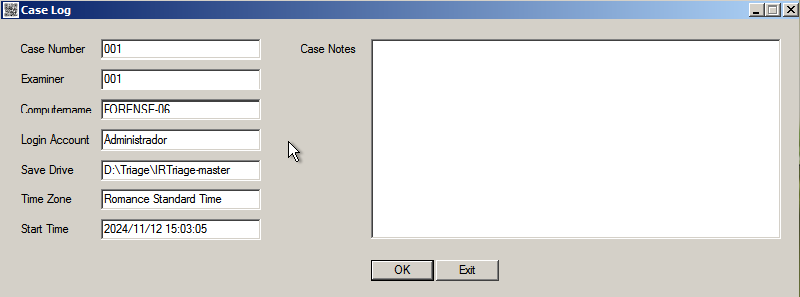 Case Log
Case Number 001
Case Notes
Examiner 001
Computername FORENSE-06
Login Account Administrador
Save Drive D:\Triage\IRTriage-master
Time Zone Romance Standard Time
Start Time 2024/11/12 15:03:05
OK Exit